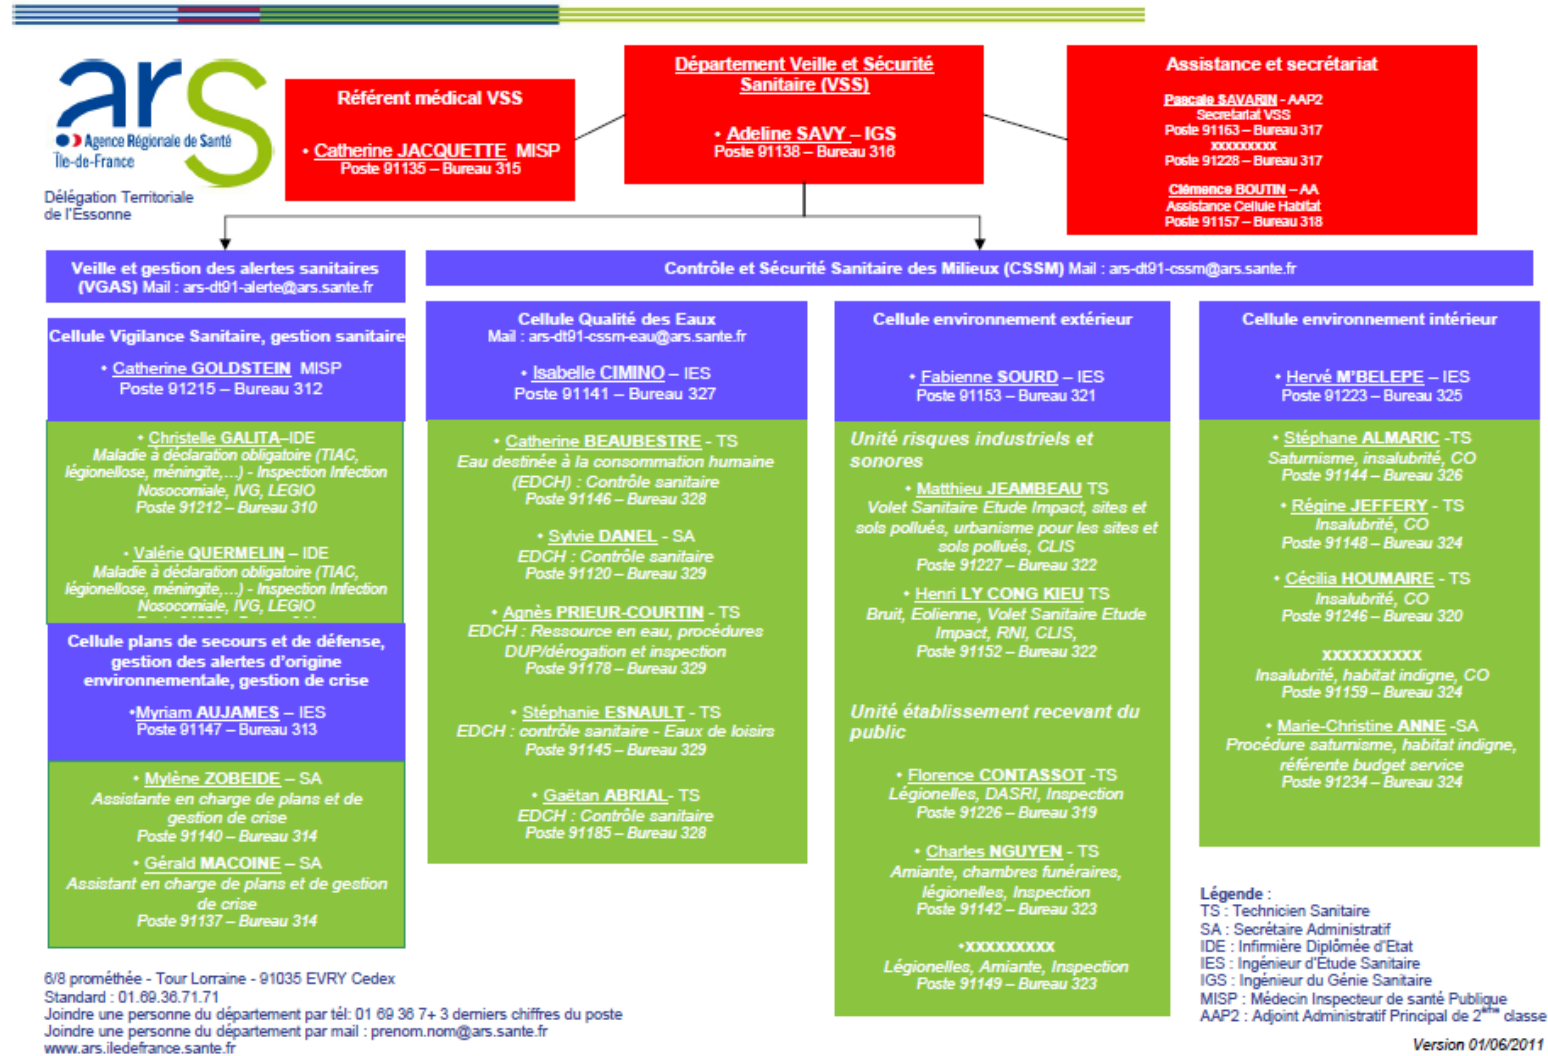 ars
Agence Régionale de Santé
Île-de-France
Délégation Territoriale
de l'Essonne
Référent médical VSS
• Catherine JACQUETTE MISP
Poste 91135 – Bureau 315
Département Veille et Sécurité
Sanitaire (VSS)
• Adeline SAVY – IGS
Poste 91138 – Bureau 316
Assistance et secrétariat
Pascale SAVARIN - AAP2
Secretariat VSS
Poste 91163 – Bureau 317
xxxxxxxxx
Poste 91228 – Bureau 317
Clémence BOUTIN – AA
Assistance Cellule Habitat
Poste 91157 – Bureau 318
Veille et gestion des alertes sanitaires
(VGAS) Mail : ars-dt91-alerte@ars.sante.fr
Cellule Vigilance Sanitaire, gestion sanitaire
• Catherine GOLDSTEIN MISP
Poste 91215 – Bureau 312
• Christelle GALITA–IDE
Maladie à déclaration obligatoire (TIAC,
légionellose, méningite,…) - Inspection Infection
Nosocomiale, IVG, LEGIO
Poste 91212 – Bureau 310
• Valérie QUERMELIN – IDE
Maladie à déclaration obligatoire (TIAC,
légionellose, méningite,…) - Inspection Infection
Nosocomiale, IVG, LEGIO
Cellule plans de secours et de défense,
gestion des alertes d'origine
environnementale, gestion de crise
•Myriam AUJAMES – IES
Poste 91147 – Bureau 313
• Mylène ZOBEIDE – SA
Assistante en charge de plans et de
gestion de crise
Poste 91140 – Bureau 314
• Gérald MACOINE – SA
Assistant en charge de plans et de gestion
de crise
Poste 91137 – Bureau 314
Contrôle et Sécurité Sanitaire des Milieux (CSSM) Mail : ars-dt91-cssm@ars.sante.fr
Cellule Qualité des Eaux
Mail : ars-dt91-cssm-eau@ars.sante.fr
• Isabelle CIMINO – IES
Poste 91141 – Bureau 327
• Catherine BEAUBESTRE - TS
Eau destinée à la consommation humaine
(EDCH) : Contrôle sanitaire
Poste 91146 – Bureau 328
• Sylvie DANEL - SA
EDCH : Contrôle sanitaire
Poste 91120 – Bureau 329
• Agnès PRIEUR-COURTIN - TS
EDCH : Ressource en eau, procédures
DUP/dérogation et inspection
Poste 91178 – Bureau 329
• Stéphanie ESNAULT - TS
EDCH : contrôle sanitaire - Eaux de loisirs
Poste 91145 – Bureau 329
• Gaëtan ABRIAL- TS
EDCH : Contrôle sanitaire
Poste 91185 – Bureau 328
Cellule environnement extérieur
• Fabienne SOURD – IES
Poste 91153 – Bureau 321
Unité risques industriels et
sonores
• Matthieu JEAMBEAU TS
Volet Sanitaire Etude Impact, sites et
sols pollués, urbanisme pour les sites et
sols pollués, CLIS
Poste 91227 – Bureau 322
• Henri LY CONG KIEU TS
Bruit, Eolienne, Volet Sanitaire Etude
Impact, RNI, CLIS,
Poste 91152 – Bureau 322
Unité établissement recevant du
public
• Florence CONTASSOT -TS
Légionelles, DASRI, Inspection
Poste 91226 – Bureau 319
• Charles NGUYEN - TS
Amiante, chambres funéraires,
légionelles, Inspection
Poste 91142 – Bureau 323
•xxxxxxxxx
Légionelles, Amiante, Inspection
Poste 91149 – Bureau 323
Cellule environnement intérieur
• Hervé M'BELEPE – IES
Poste 91223 – Bureau 325
• Stéphane ALMARIC -TS
Saturnisme, insalubrité, CO
Poste 91144 – Bureau 326
• Régine JEFFERY - TS
Insalubrité, CO
Poste 91148 – Bureau 324
• Cécilia HOUMAIRE - TS
Insalubrité, CO
Poste 91246 – Bureau 320
xxxxxxxxxx
Insalubrité, habitat indigne, CO
Poste 91159 – Bureau 324
• Marie-Christine ANNE -SA
Procédure saturnisme, habitat indigne,
référente budget service
Poste 91234 – Bureau 324
Légende :
TS : Technicien Sanitaire
SA : Secrétaire Administratif
IDE : Infirmière Diplômée d'Etat
IES : Ingénieur d'Etude Sanitaire
IGS : Ingénieur du Génie Sanitaire
MISP : Médecin Inspecteur de santé Publique
AAP2 : Adjoint Administratif Principal de 2ème classe
6/8 prométhée - Tour Lorraine - 91035 EVRY Cedex
Standard : 01.69.36.71.71
Joindre une personne du département par tél: 01 69 36 7+ 3 derniers chiffres du poste
Joindre une personne du département par mail : prenom.nom@ars.sante.fr
www.ars.iledefrance.sante.fr
Version 01/06/2011